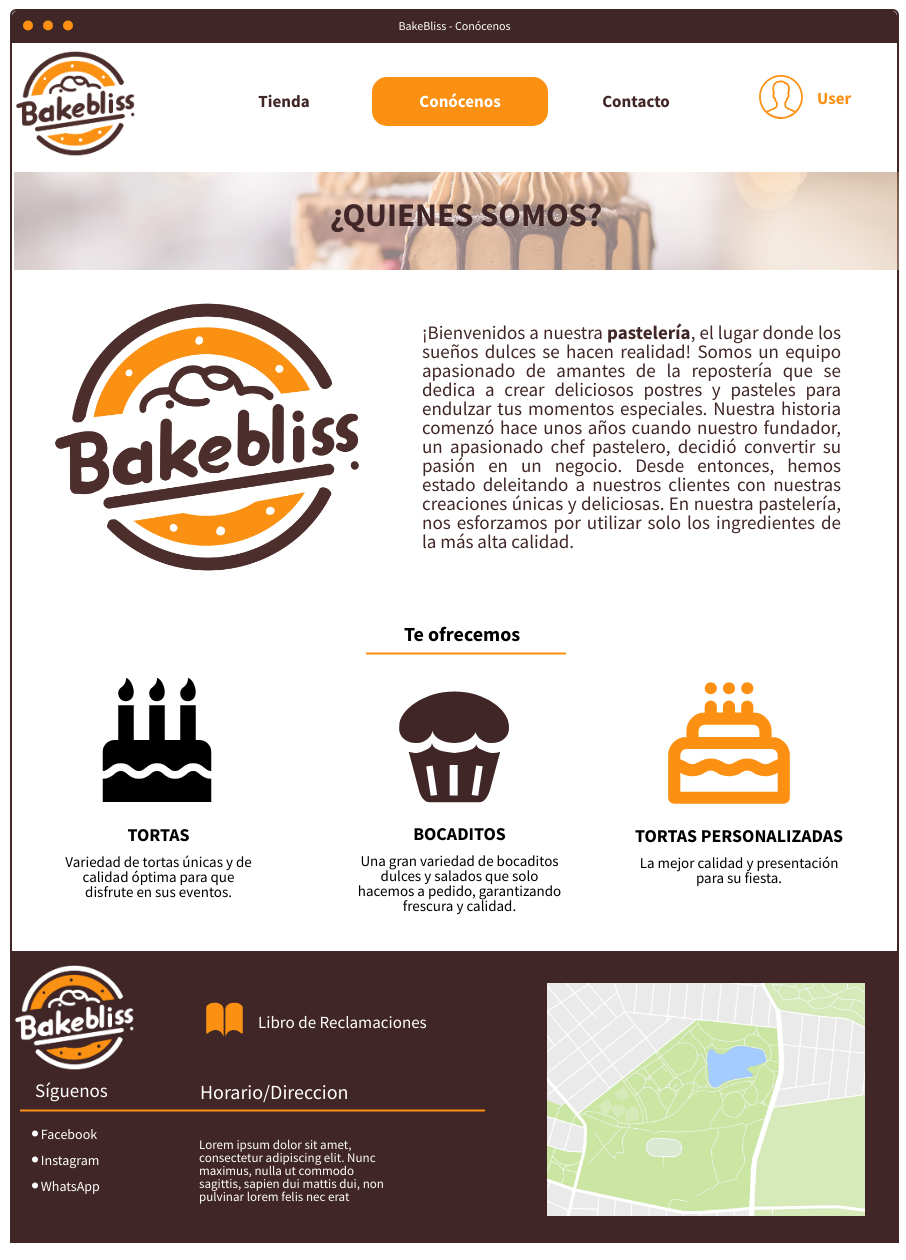 BakeBliss - Conócenos
Bakebliss
Tienda
Conócenos
Contacto
User
¿QUIENES SOMOS?
Bakebliss
¡Bienvenidos a nuestra pastelería, el lugar donde los
sueños dulces se hacen realidad! Somos un equipo
apasionado de amantes de la repostería que se
dedica a crear deliciosos postres y pasteles para
endulzar tus momentos especiales. Nuestra historia
comenzó hace unos años cuando nuestro fundador,
un apasionado chef pastelero, decidió convertir su
pasión en un negocio. Desde entonces, hemos
estado deleitando a nuestros clientes con nuestras
creaciones únicas y deliciosas. En nuestra pastelería,
nos esforzamos por utilizar solo los ingredientes de
la más alta calidad.
Te ofrecemos
TORTAS
Variedad de tortas únicas y de
calidad óptima para que
disfrute en sus eventos.
BOCADITOS
Una gran variedad de bocaditos
dulces y salados que solo
hacemos a pedido, garantizando
frescura y calidad.
TORTAS PERSONALIZADAS
La mejor calidad y presentación
para su fiesta.
Bakebliss
Libro de Reclamaciones
Síguenos
Facebook
Instagram
WhatsApp
Horario/Direccion
Lorem ipsum dolor sit amet,
consectetur adipiscing elit. Nunc
maximus, nulla ut commodo
sagittis, sapien dui mattis dui, non
pulvinar lorem felis nec erat